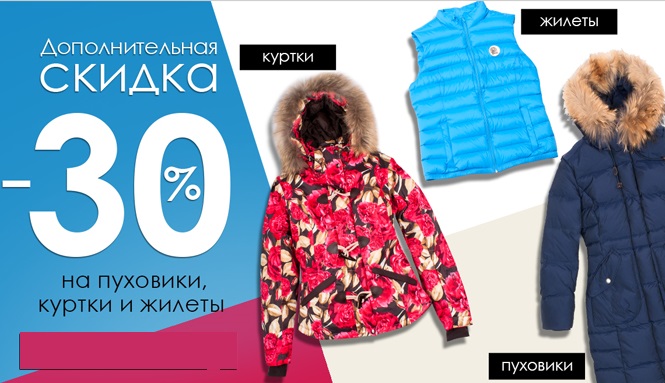 Дополнительная
скидка
-30%
на пуховики,
куртки и жилеты
куртки
жилеты
пуховики